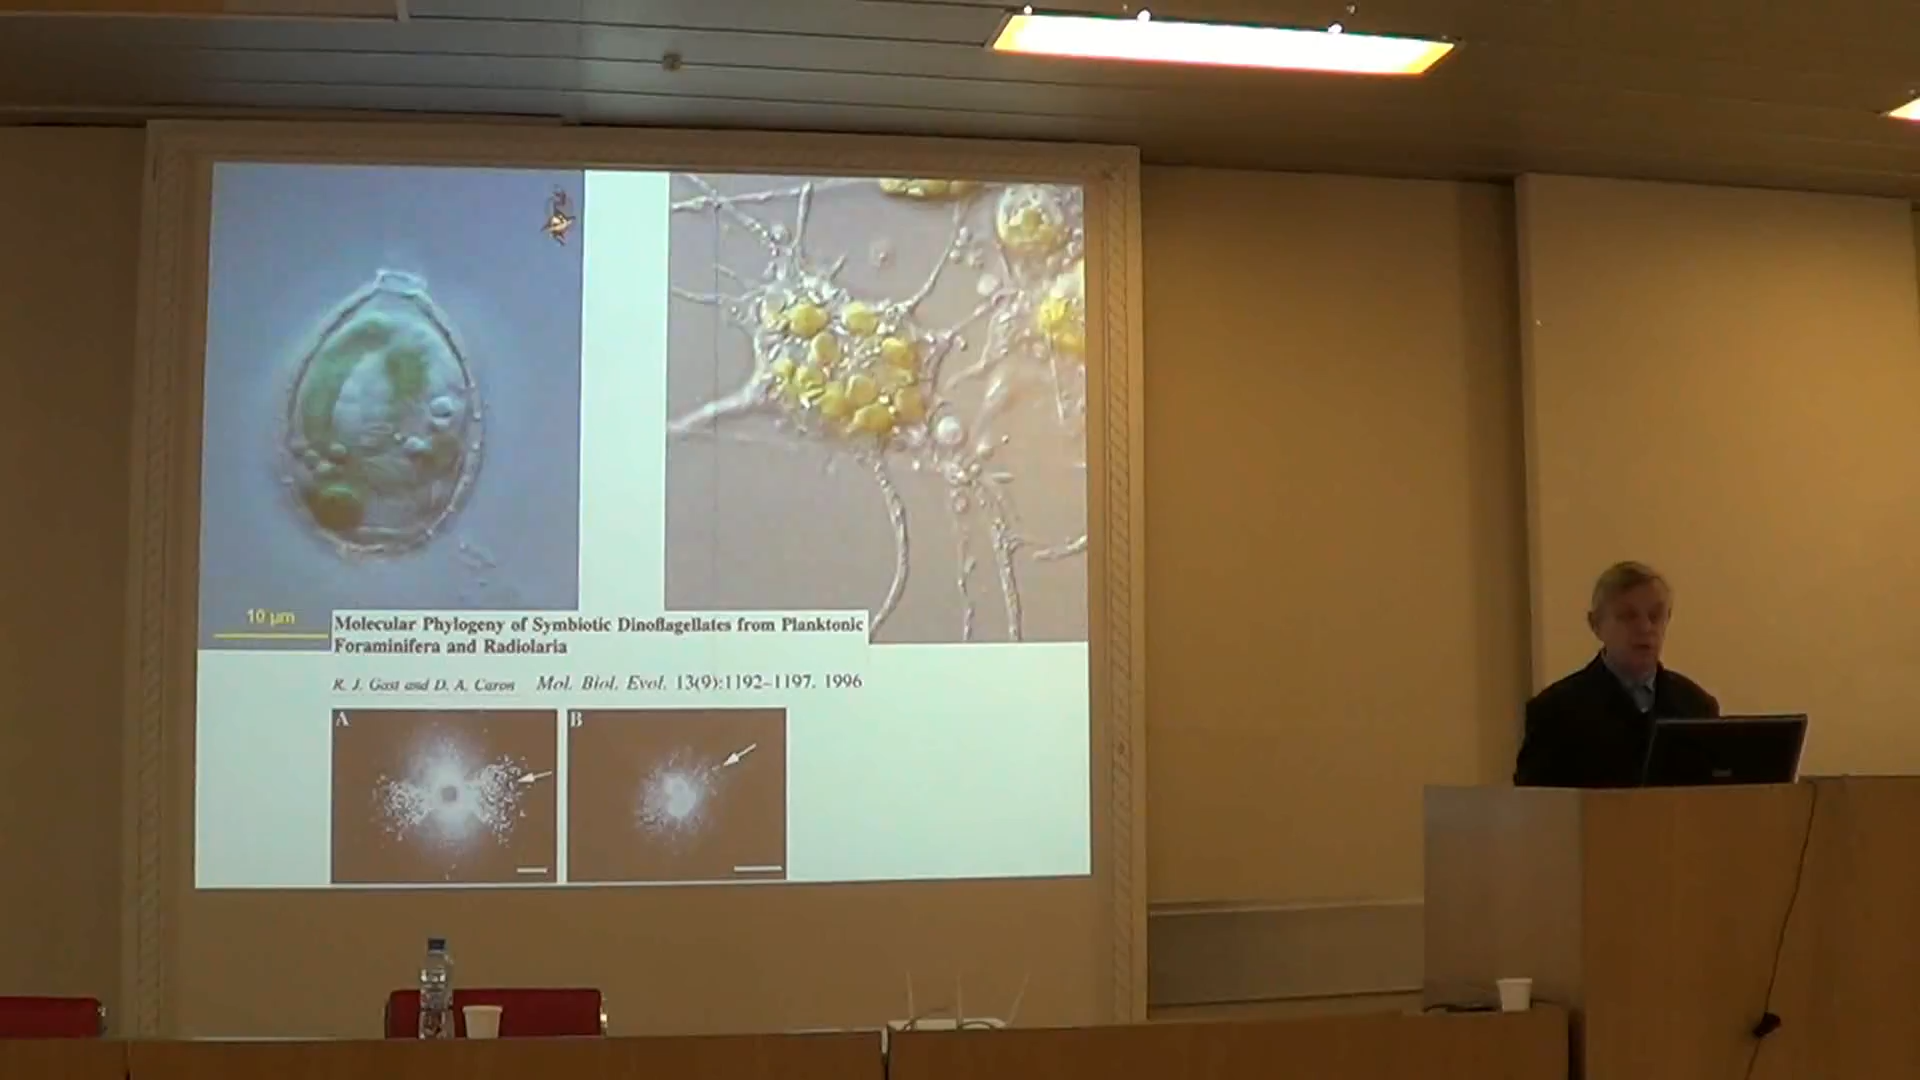 10 µm
Molecular Phylogeny of Symbiotic Dinoflagellates from Planktonic
Foraminifera and Radiolaria
R. J. Gast and D. A. Caron Mol. Biol. Evol. 13(9):1192–1197. 1996
A
B